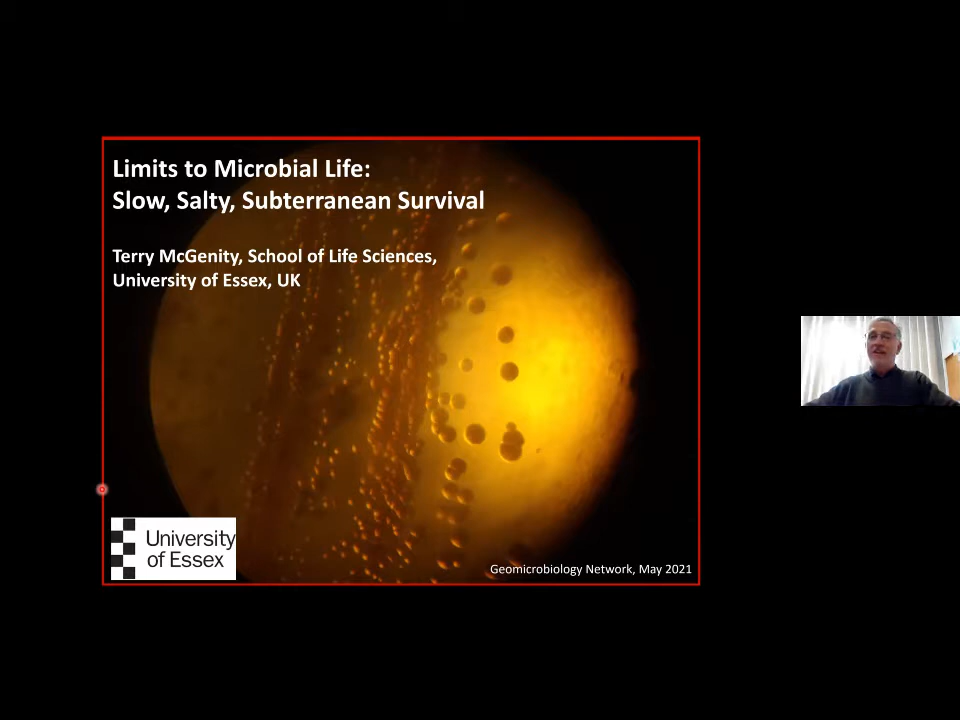 Limits to Microbial Life:
Slow, Salty, Subterranean Survival
Terry McGenity, School of Life Sciences,
University of Essex, UK
University
of Essex
Geomicrobiology Network, May 2021